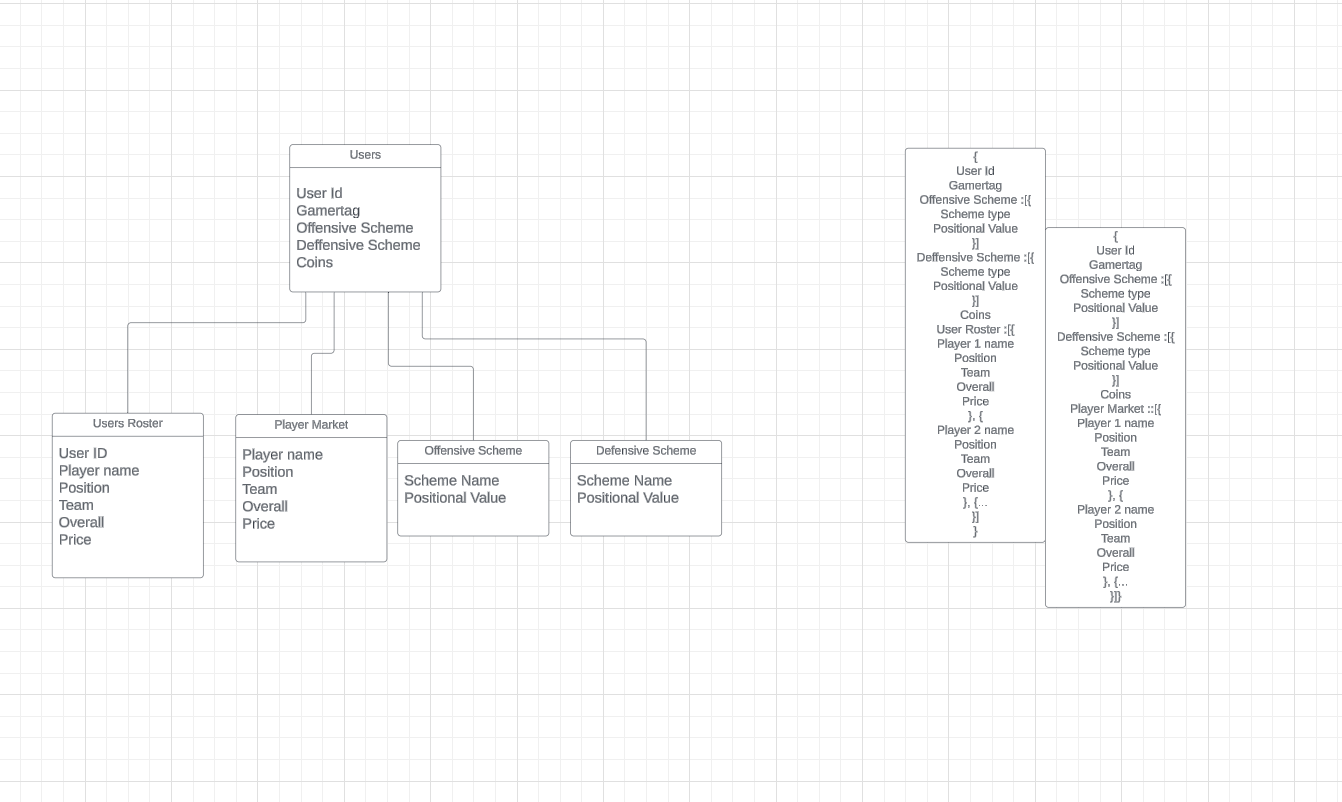 Users
User Id
Gamertag
Offensive Scheme
Deffensive Scheme
Coins
Users Roster
User ID
Player name
Position
Team
Overall
Price
Player Market
Player name
Position
Team
Overall
Price
Offensive Scheme
Scheme Name
Positional Value
Defensive Scheme
Scheme Name
Positional Value
{
User Id
Gamertag
Offensive Scheme :[{
Scheme type
Positional Value
}]
Deffensive Scheme :[{
Scheme type
Positional Value
}]
Coins
User Roster :[{
Player 1 name
Position
Team
Overall
Price
}, {
Player 2 name
Position
Team
Overall
Price
}, {...
}]
}
{
User Id
Gamertag
Offensive Scheme :[{
Scheme type
Positional Value
}]
Deffensive Scheme :[{
Scheme type
Positional Value
}]
Coins
Player Market ::[{
Player 1 name
Position
Team
Overall
Price
}, {
Player 2 name
Position
Team
Overall
Price
}, {...
}]}